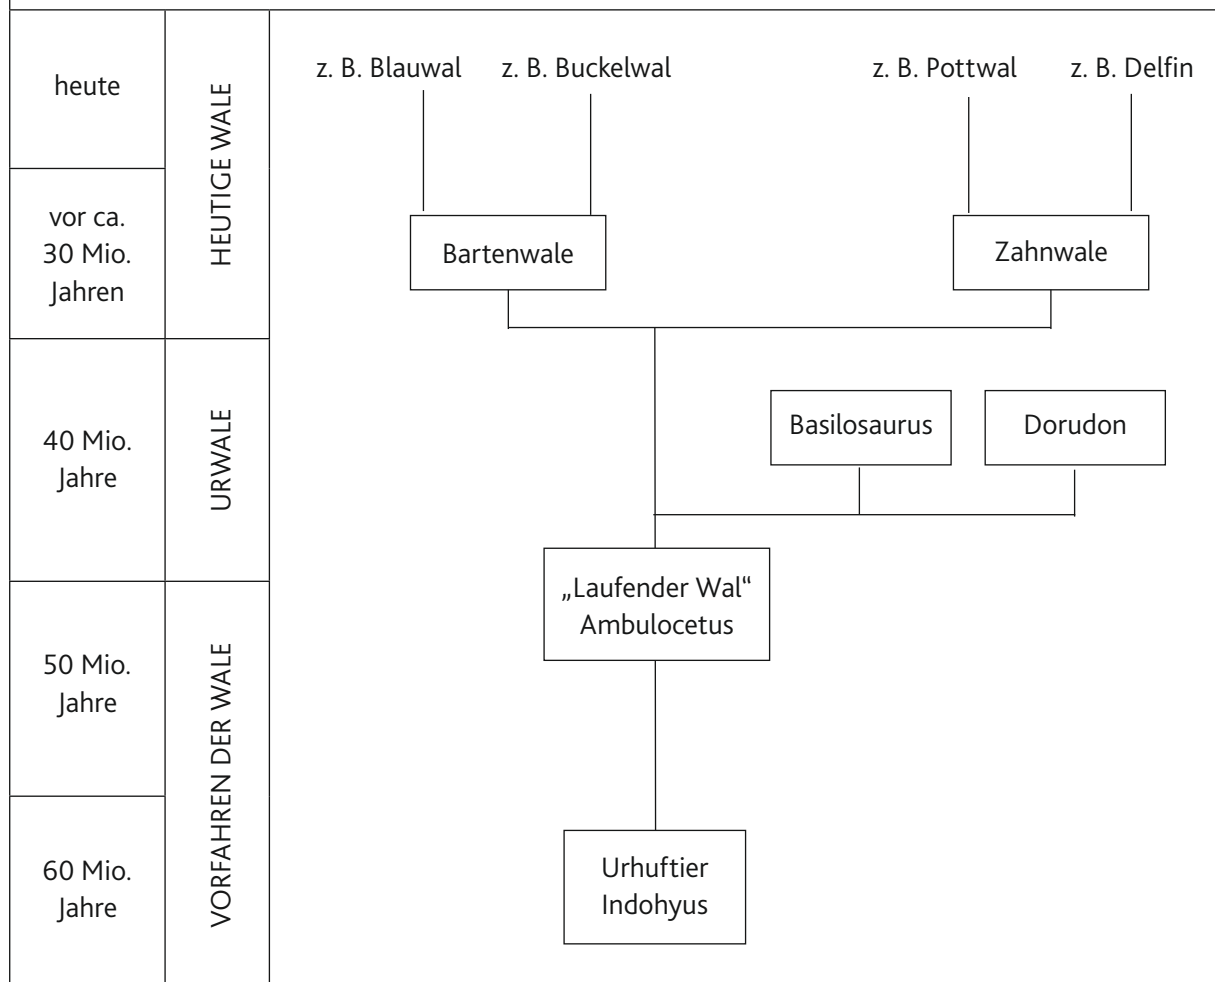 heute
HEUTIGE WALE
z. B. Blauwal
z. B. Buckelwal
z. B. Pottwal
z. B. Delfin
vor ca.
30 Mio.
Jahren
Bartenwale
Zahnwale
40 Mio.
Jahre
URWALE
Basilosaurus
Dorudon
„Laufender Wal“
Ambulocetus
50 Mio.
Jahre
VORFAHREN DER WALE
60 Mio.
Jahre
Urhuftier
Indohyus